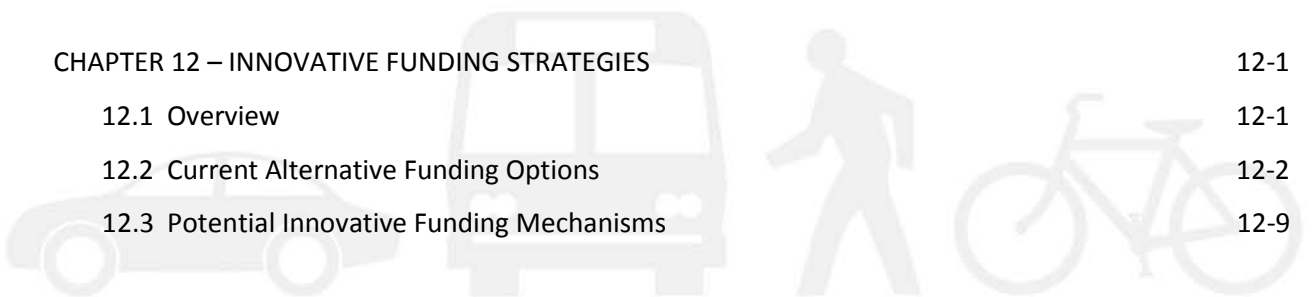 CHAPTER 12 – INNOVATIVE FUNDING STRATEGIES 12-1
12.1 Overview 12-1
12.2 Current Alternative Funding Options 12-2
12.3 Potential Innovative Funding Mechanisms 12-9